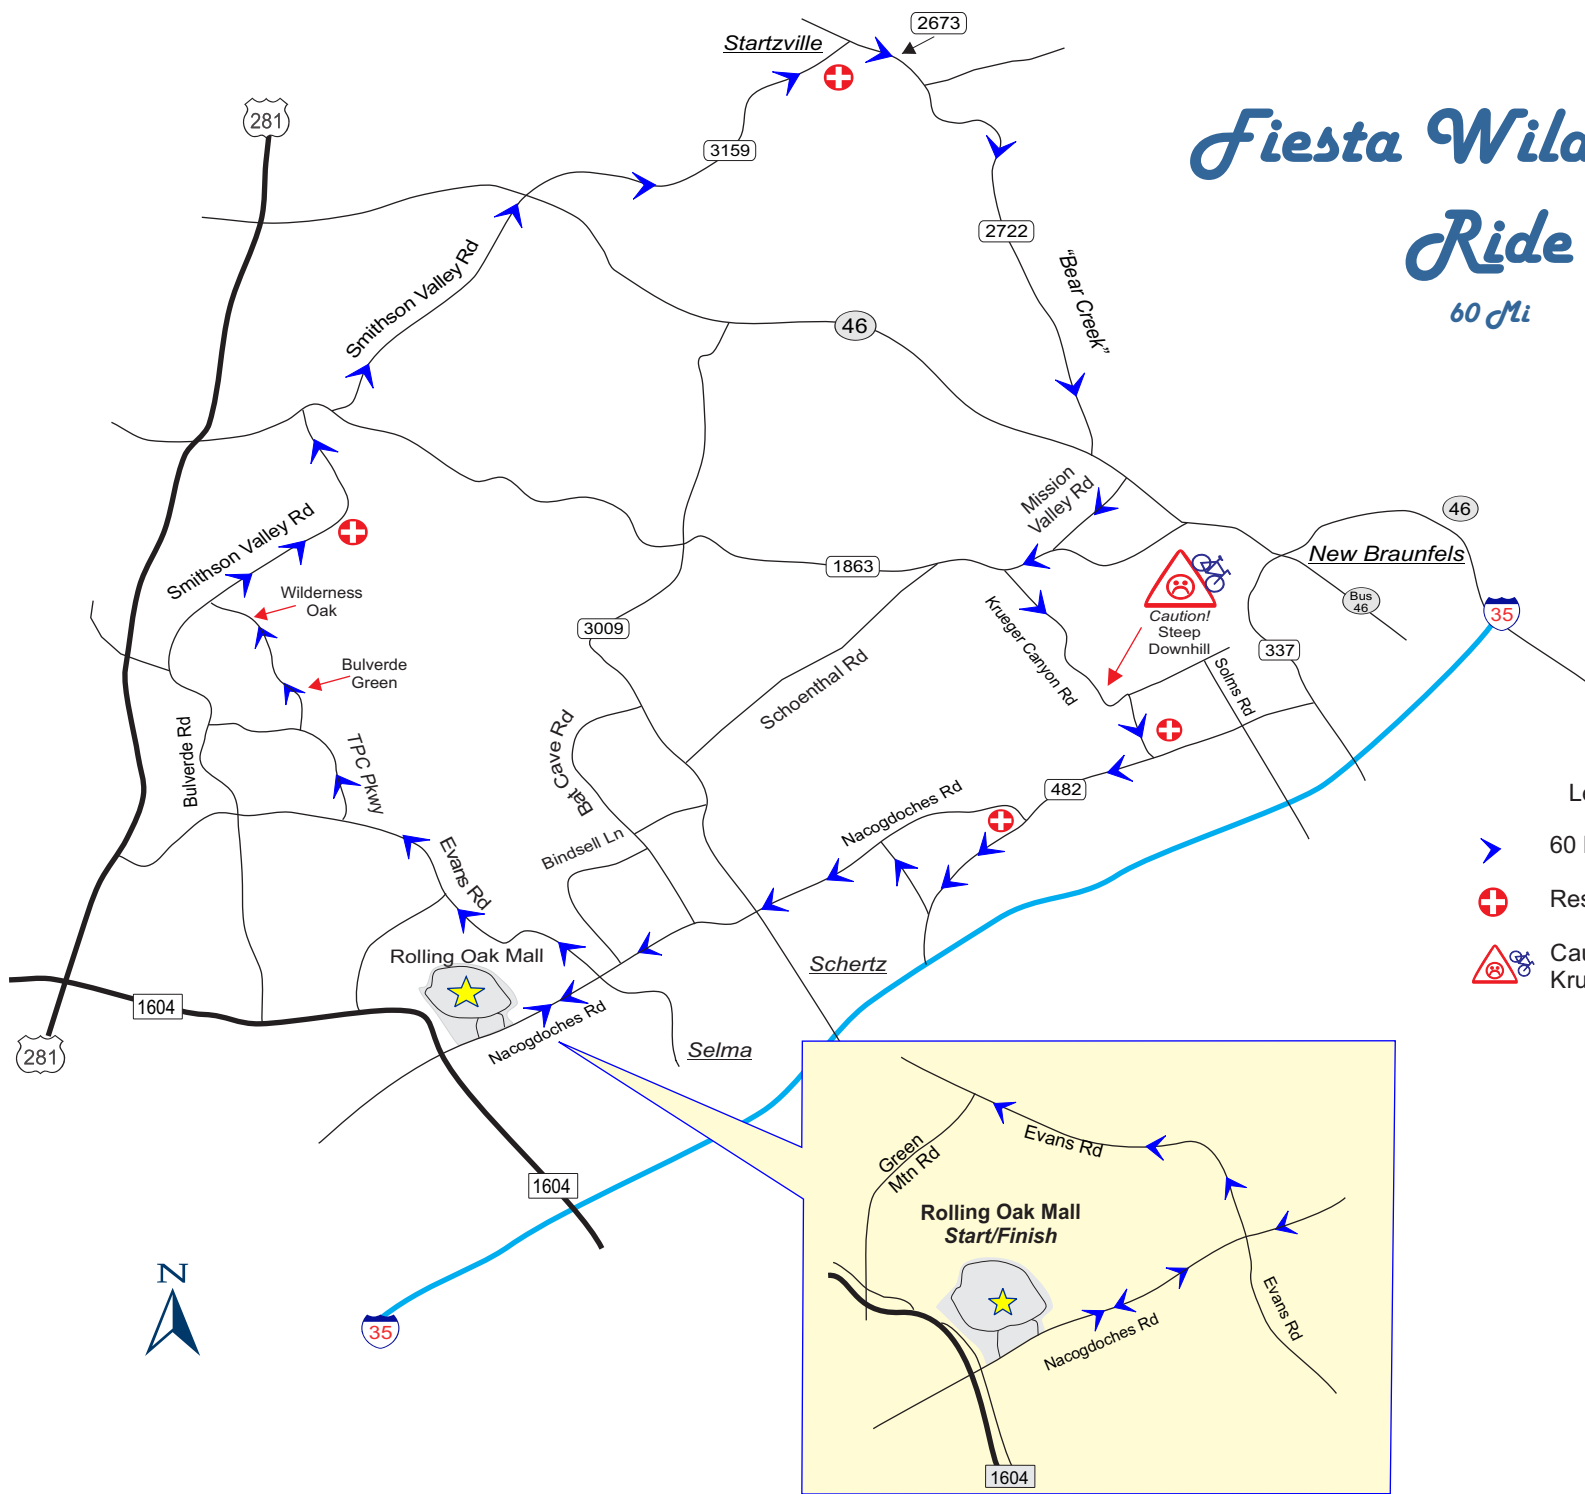 2673
Startzville
281
3159
Fiesta
Ride
60 Mi
2722
"Bear Creek"
Smithson Valley Rd
46
Mission
Valley Rd
46
New Braunfels
Smithson Valley Rd
1863
Wilderness
Oak
Bus
46
35
Caution!
Steep
Downhill
3009
Krueger Canyon Rd
337
Bulverde
Green
Schoenthal Rd
Solms Rd
Bulverde Rd
TPC Pkwy
Bat Cave Rd
482
Nacogdoches Rd
Bindsell Ln
Evans Rd
60
Rolling Oak Mall
Schertz
1604
Nacogdoches Rd
Selma
281
Evans Rd
Green
Mtn Rd
1604
Rolling Oak Mall
Start/Finish
N
35
Evans Rd
Nacogdoches Rd
1604